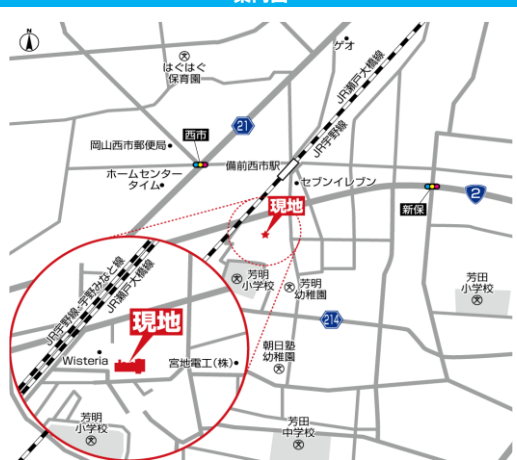 N
ゲオ
はぐはぐ
保育園
JR瀬戸大橋線
JR宇野線
21
西市
岡山西市郵便局
備前西市駅
ホームセンター
タイム
セブンイレブン
2
新保
現地
芳明
小学校
芳明
幼稚園
芳田
小学校
214
JR宇野線・宇野みなと線
JR瀬戸大橋線
現地
朝日塾
幼稚園
Wisteria
宮地電工(株)
芳明
小学校
芳田
中学校